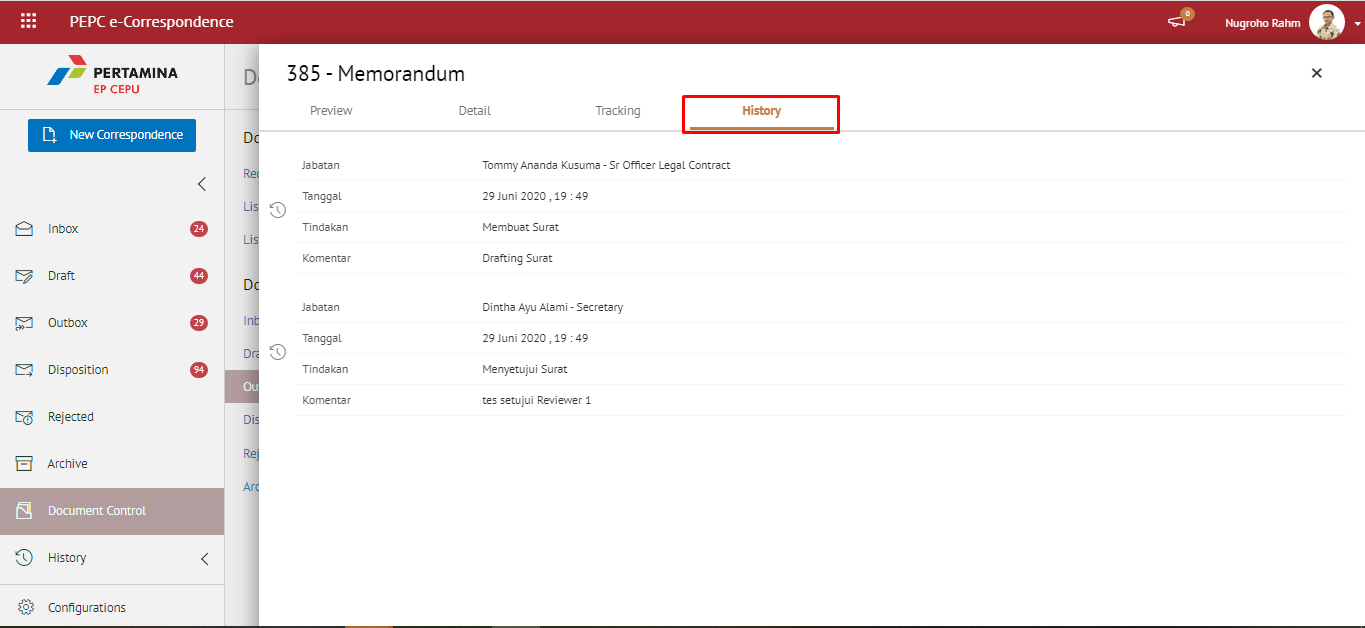 PEPC e-Correspondence
0
Nugroho Rahm
PERTAMINA
EP CEPU
New Correspondence
Inbox 24
Draft 44
Outbox 29
Disposition 94
Rejected
Archive
Document Control
History
Configurations
Do
Do
Rec
List
List
Do
Inb
Dra
Out
Dis
Rej
Arc
385 - Memorandum
Preview Detail Tracking History
Jabatan Tommy Ananda Kusuma - Sr Officer Legal Contract
Tanggal 29 Juni 2020 , 19 : 49
Tindakan Membuat Surat
Komentar Drafting Surat
Jabatan Dintha Ayu Alami - Secretary
Tanggal 29 Juni 2020 , 19 : 49
Tindakan Menyetujui Surat
Komentar tes setujui Reviewer 1